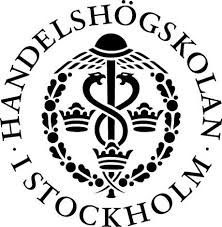 · HANDELSHÖGSKOLAN ·
I STOCKHOLM